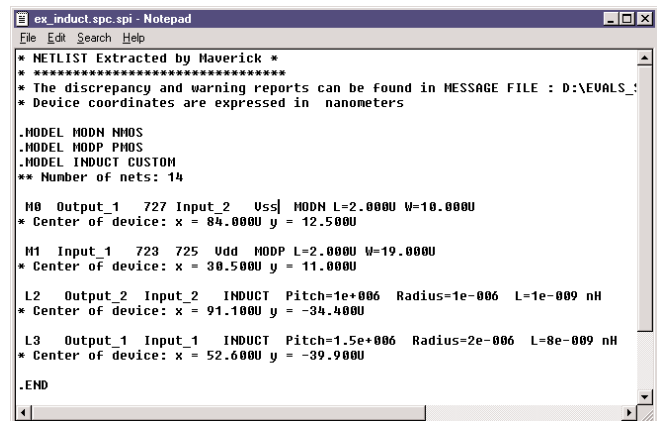 ex_induct.spc.spi - Notepad
File Edit Search Help
* NETLIST Extracted by Maverick *
* ********************************
* The discrepancy and warning reports can be found in MESSAGE FILE : D:\EVALS_
* Device coordinates are expressed in nanometers
.MODEL MODN NMOS
.MODEL MODP PMOS
.MODEL INDUCT CUSTOM
** Number of nets: 14
M0 Output_1 727 Input_2 Vss MODN L=2.000U W=10.000U
* Center of device: x = 84.000U y = 12.500U
M1 Input_1 723 725 Vdd MODP L=2.000U W=19.000U
* Center of device: x = 30.500U y = 11.000U
L2 Output_2 Input_2 INDUCT Pitch=1e+006 Radius=1e-006 L=1e-009 nH
* Center of device: x = 91.100U y = -34.400U
L3 Output_1 Input_1 INDUCT Pitch=1.5e+006 Radius=2e-006 L=8e-009 nH
* Center of device: x = 52.600U y = -39.900U
.END